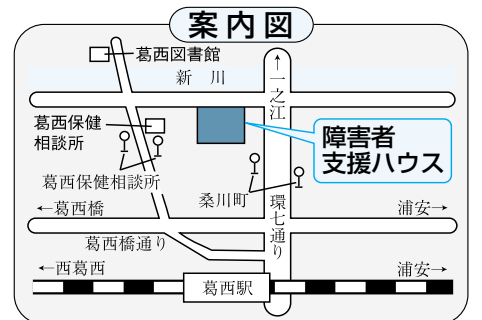 案内図
葛西図書館
新川
↑一之江
葛西保健
相談所
障害者
支援ハウス
葛西保健相談所
桑川町
環七通り
←葛西橋
浦安→
葛西橋通り
←西葛西
浦安→
葛西駅